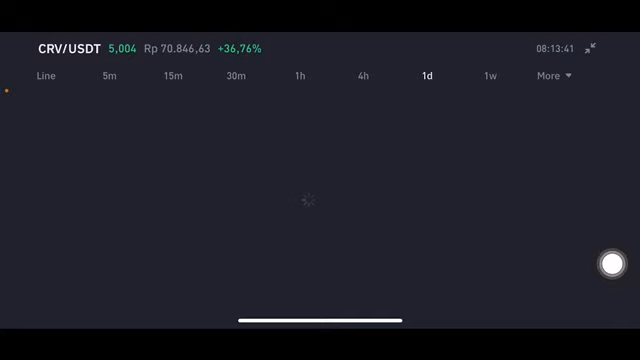 CRV/USDT 5,004 Rp 70.846,63 +36,76% 08:13:41
Line 5m 15m 30m 1h 4h 1d 1w More